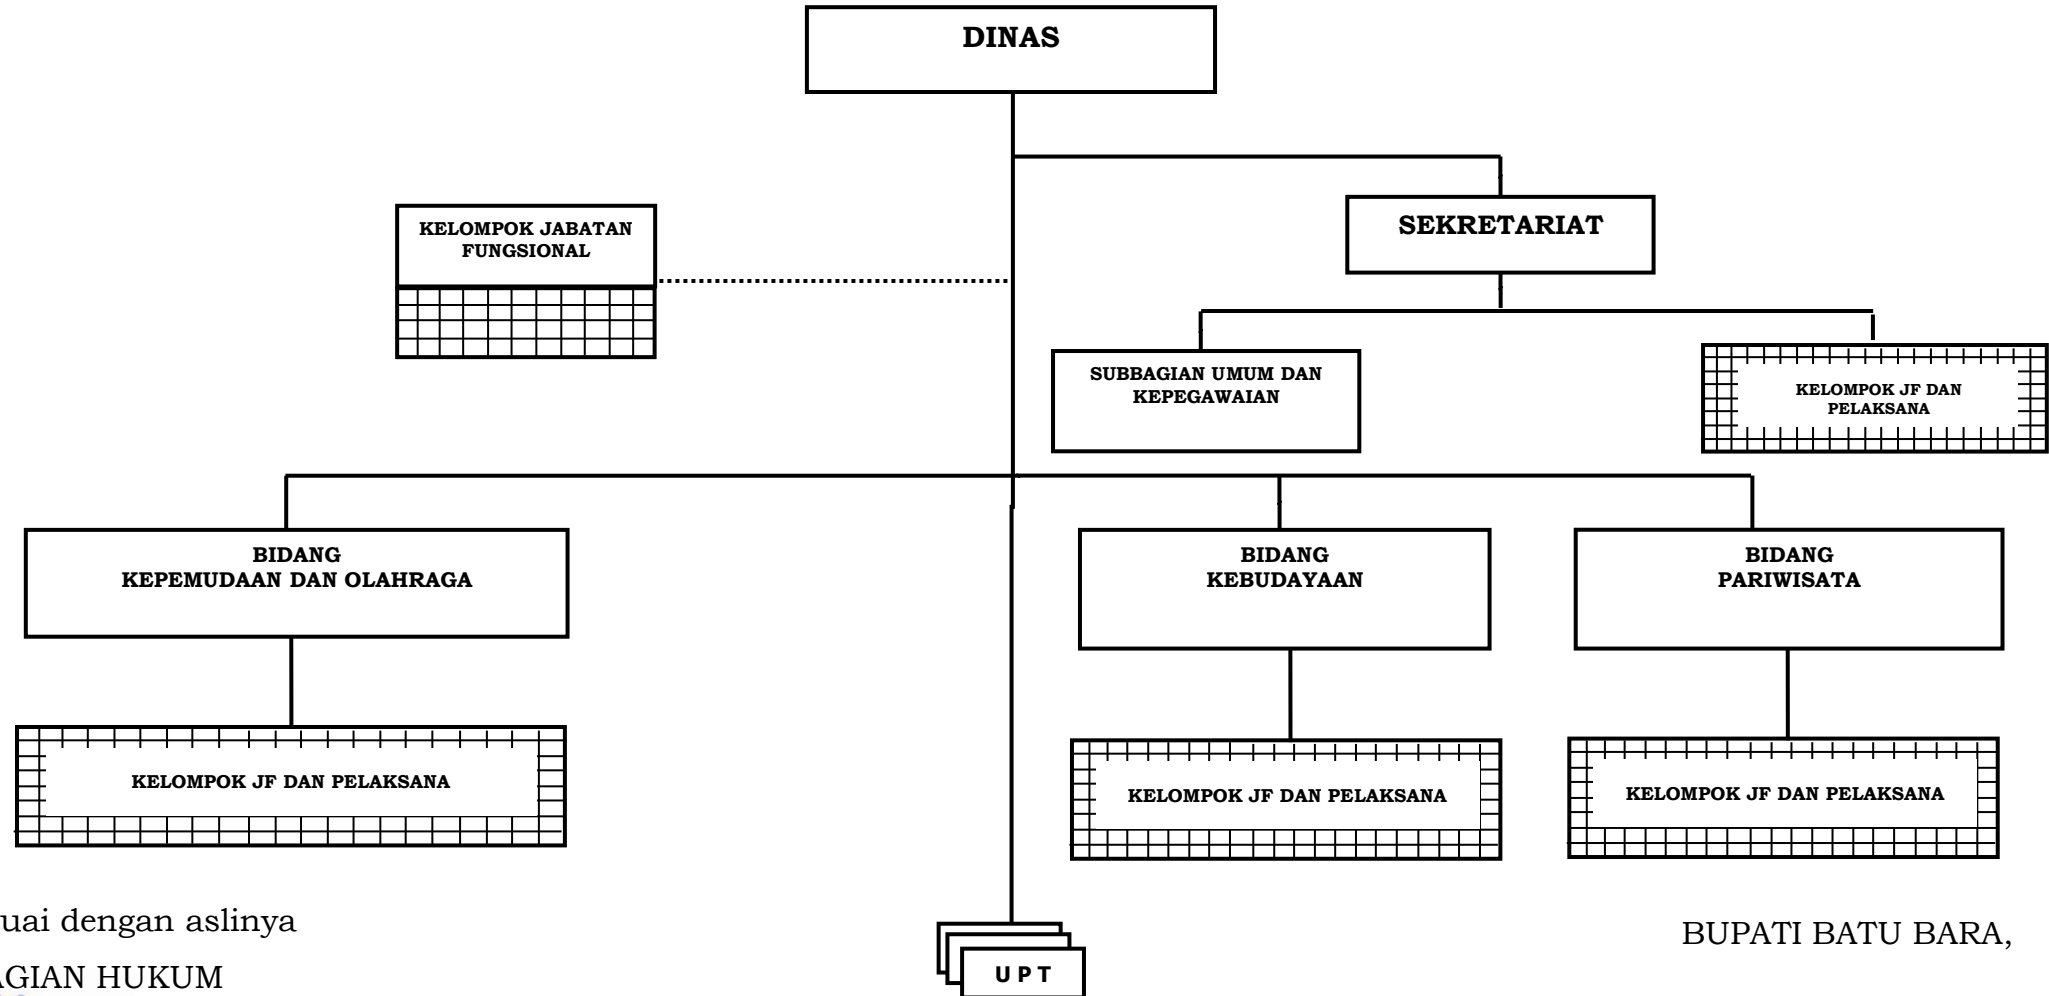 DINAS
KELOMPOK JABATAN
FUNGSIONAL
SEKRETARIAT
SUBBAGIAN UMUM DAN
KEPEGAWAIAN
KELOMPOK JF DAN
PELAKSANA
BIDANG
KEPEMUDAAN DAN OLAHRAGA
BIDANG
KEBUDAYAAN
BIDANG
PARIWISATA
KELOMPOK JF DAN PELAKSANA
KELOMPOK JF DAN PELAKSANA
KELOMPOK JF DAN PELAKSANA
uai dengan aslinya
AGIAN HUKUM
UPT
BUPATI BATU BARA,